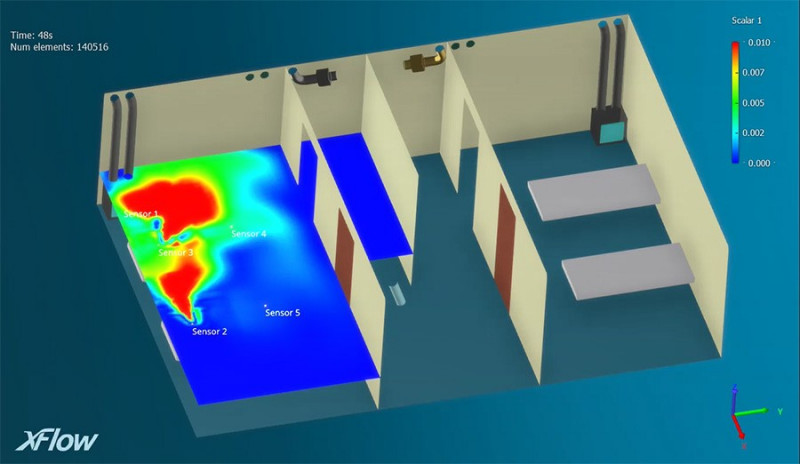 Time: 48s
Num elements: 140516
Scalar 1
0.010
0.007
0.005
0.002
0.000
Sensor 1
Sensor 4
Sensor 3
Sensor 5
Sensor 2
Z
Y
X
XFlow